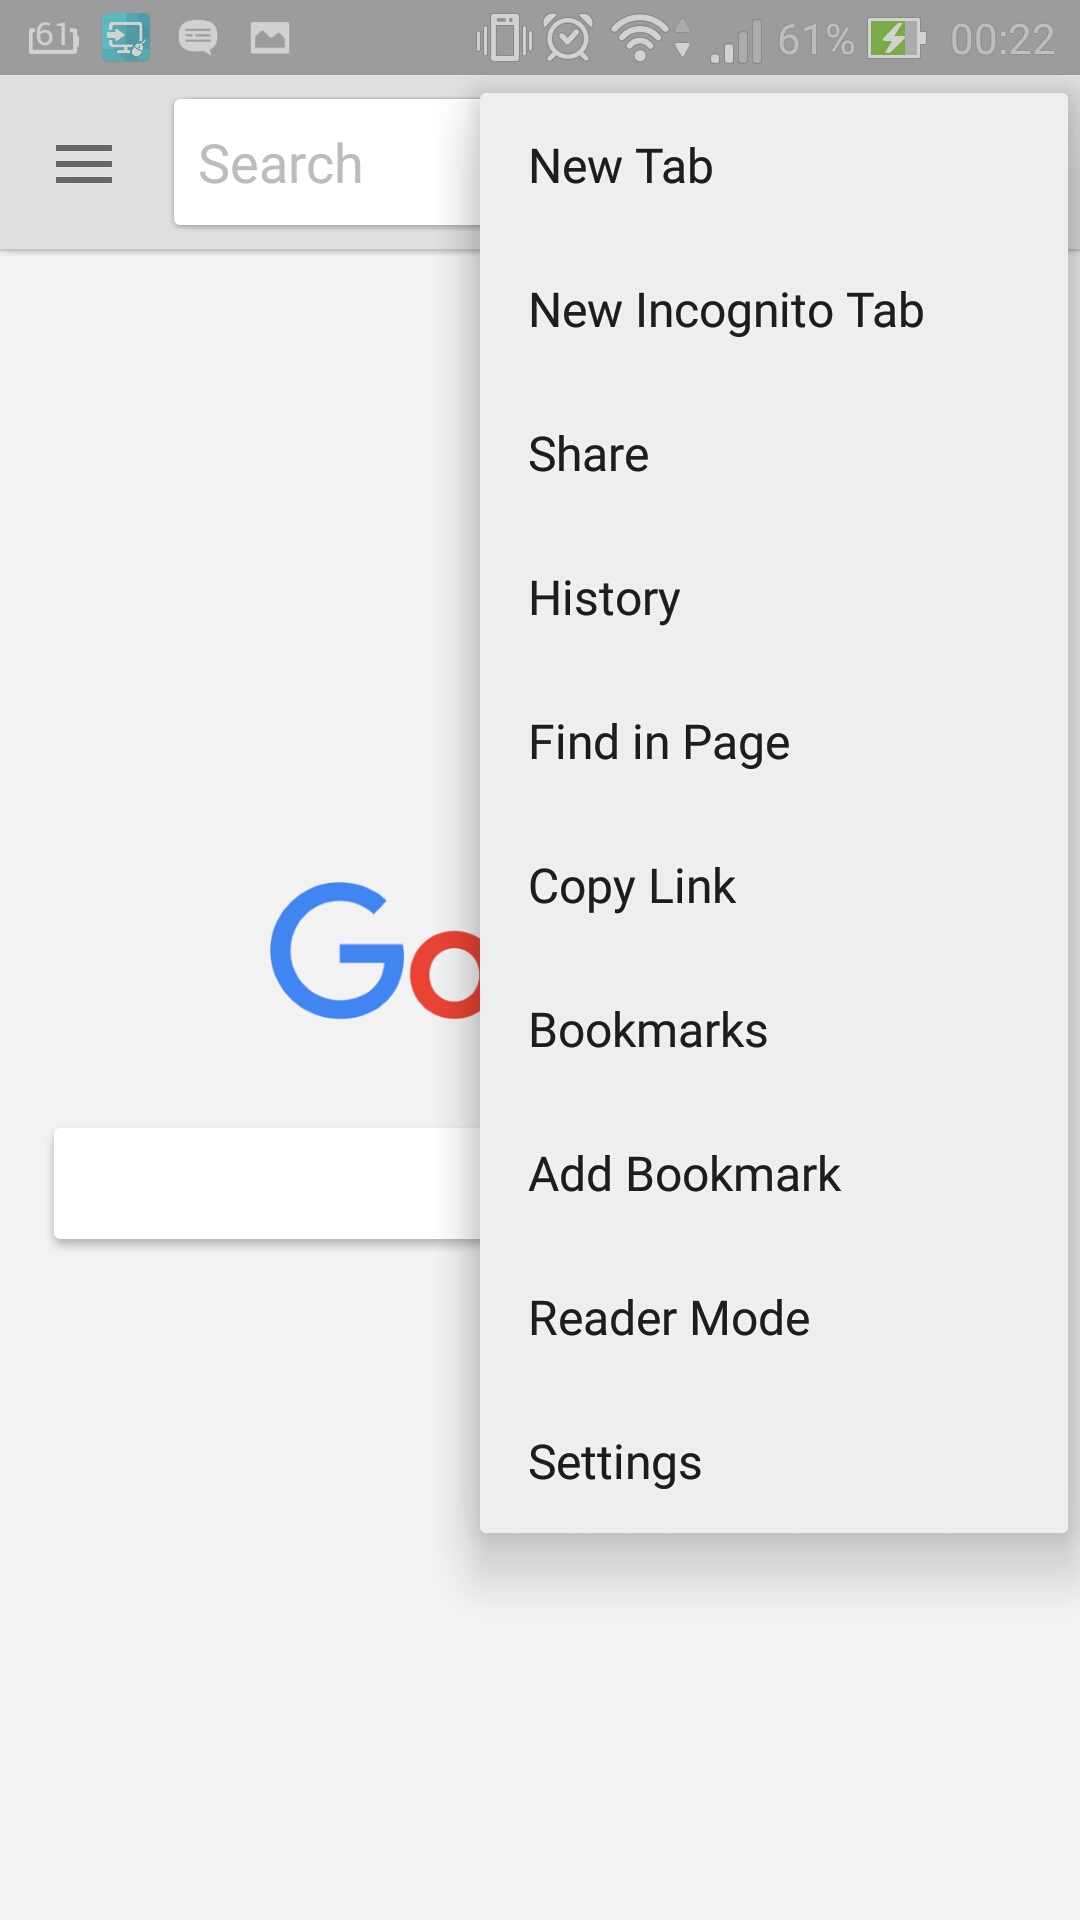 61
61%
00:22
Search
New Tab
New Incognito Tab
Share
History
Find in Page
Copy Link
Go
Bookmarks
Add Bookmark
Reader Mode
Settings